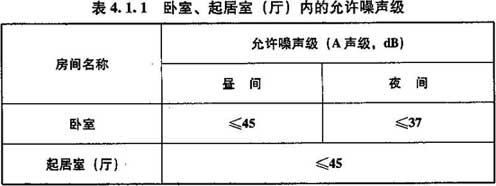 表4.1.1 卧室、起居室（厅）内的允许噪声级
房间名称
允许噪声级（A声级，dB）
昼 间
夜 间
卧室
≤45
≤37
起居室（厅）
≤45